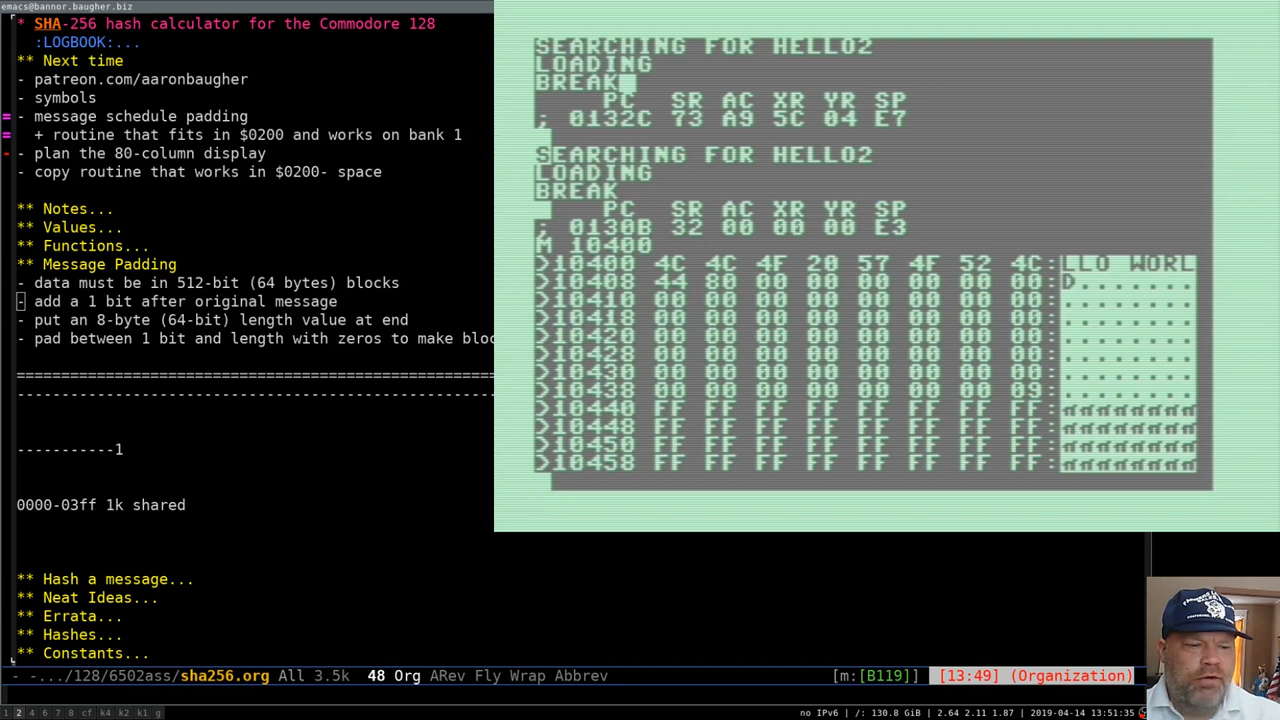 emacs@bannor.baugher.biz
* SHA-256 hash calculator for the Commodore 128
:LOGBOOK:...
** Next time
- patreon.com/aaronbaugher
- symbols
- message schedule padding
+ routine that fits in $0200 and works on bank 1
- plan the 80-column display
- copy routine that works in $0200- space
** Notes...
** Values...
** Functions...
** Message Padding
- data must be in 512-bit (64 bytes) blocks
- add a 1 bit after original message
- put an 8-byte (64-bit) length value at end
- pad between 1 bit and length with zeros to make bloc
=======================================================
-------------------------------------------------------
-----------1
0000-03ff 1k shared
** Hash a message...
** Neat Ideas...
** Errata...
** Hashes...
** Constants...
- -.../128/6502ass/sha256.org All 3.5k 48 Org ARev Fly Wrap Abbrev [m:[B119]] [13:49] (Organization)
1 2 4 6 7 8 cf k4 k2 k1 g no IPv6 | /: 130.8 GiB | 2.64 2.11 1.87 | 2019-04-14 13:51:35
SEARCHING FOR HELLO2
LOADING
BREAK
PC SR AC XR YR SP
; 0132C 73 A9 5C 04 E7
SEARCHING FOR HELLO2
LOADING
BREAK
PC SR AC XR YR SP
; 0130B 32 00 00 00 E3
M 10400
>10400 4C 4C 4F 20 57 4F 52 4C:LLO WORL
>10408 44 80 00 00 00 00 00 00:D.......
>10410 00 00 00 00 00 00 00 00:........
>10418 00 00 00 00 00 00 00 00:........
>10420 00 00 00 00 00 00 00 00:........
>10428 00 00 00 00 00 00 00 00:........
>10430 00 00 00 00 00 00 00 00:........
>10438 00 00 00 00 00 00 00 09:........
>10440 FF FF FF FF FF FF FF FF:ππππππππ
>10448 FF FF FF FF FF FF FF FF:ππππππππ
>10450 FF FF FF FF FF FF FF FF:ππππππππ
>10458 FF FF FF FF FF FF FF FF:ππππππππ